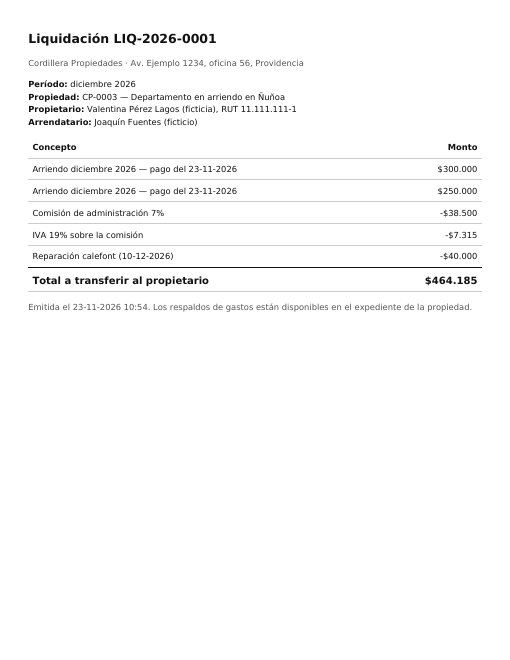 Liquidación LIQ-2026-0001
Cordillera Propiedades · Av. Ejemplo 1234, oficina 56, Providencia
Período: diciembre 2026
Propiedad: CP-0003 — Departamento en arriendo en Ñuñoa
Propietario: Valentina Pérez Lagos (ficticia), RUT 11.111.111-1
Arrendatario: Joaquín Fuentes (ficticio)
Concepto Monto
Arriendo diciembre 2026 — pago del 23-11-2026 $300.000
Arriendo diciembre 2026 — pago del 23-11-2026 $250.000
Comisión de administración 7% -$38.500
IVA 19% sobre la comisión -$7.315
Reparación calefont (10-12-2026) -$40.000
Total a transferir al propietario $464.185
Emitida el 23-11-2026 10:54. Los respaldos de gastos están disponibles en el expediente de la propiedad.